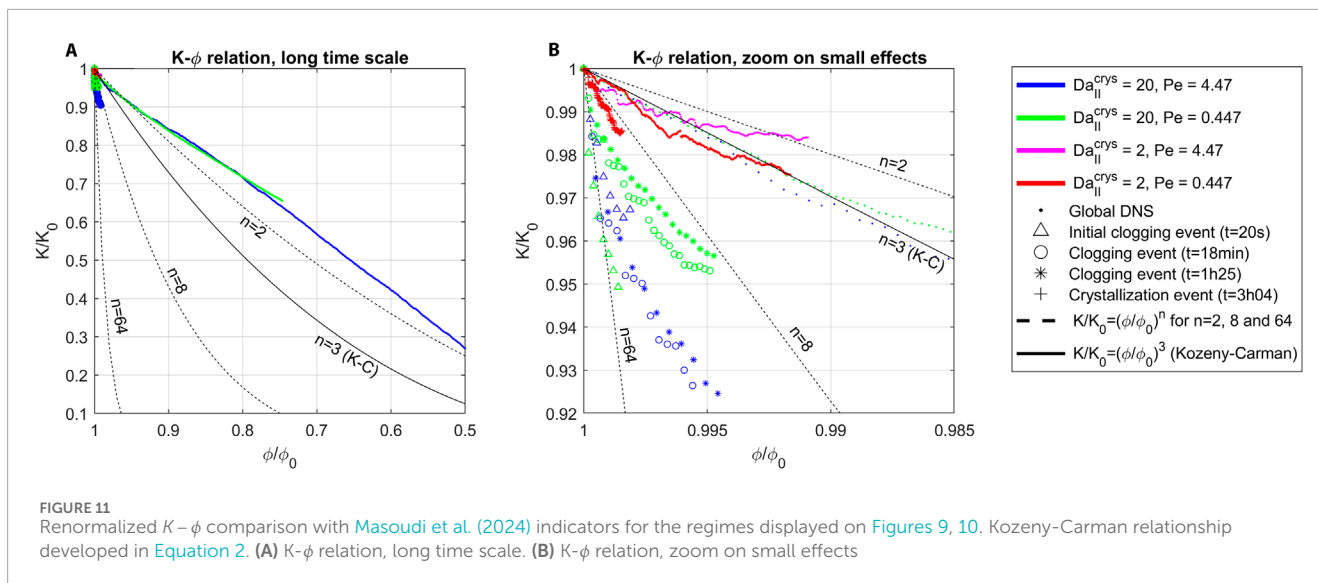 A
K-ϕ relation, long time scale
1
0.9
0.8
0.7
0.6
0.5
0.4
0.3
0.2
0.1
K/K₀
n=2
n=3 (K-C)
n=8
n=64
1
0.9
0.8
0.7
0.6
0.5
ϕ/ϕ₀
B
K-ϕ relation, zoom on small effects
1
0.99
0.98
0.97
0.96
0.95
0.94
0.93
0.92
K/K₀
n=2
n=3 (K-C)
n=8
n=64
1
0.995
0.99
0.985
ϕ/ϕ₀
Da_II^crys = 20, Pe = 4.47
Da_II^crys = 20, Pe = 0.447
Da_II^crys = 2, Pe = 4.47
Da_II^crys = 2, Pe = 0.447
Global DNS
Initial clogging event (t=20s)
Clogging event (t=18min)
Clogging event (t=1h25)
Crystallization event (t=3h04)
K/K₀=(ϕ/ϕ₀)ⁿ for n=2, 8 and 64
K/K₀=(ϕ/ϕ₀)³ (Kozeny-Carman)
FIGURE 11
Renormalized K – ϕ comparison with Masoudi et al. (2024) indicators for the regimes displayed on Figures 9, 10. Kozeny-Carman relationship
developed in Equation 2. (A) K-ϕ relation, long time scale. (B) K-ϕ relation, zoom on small effects